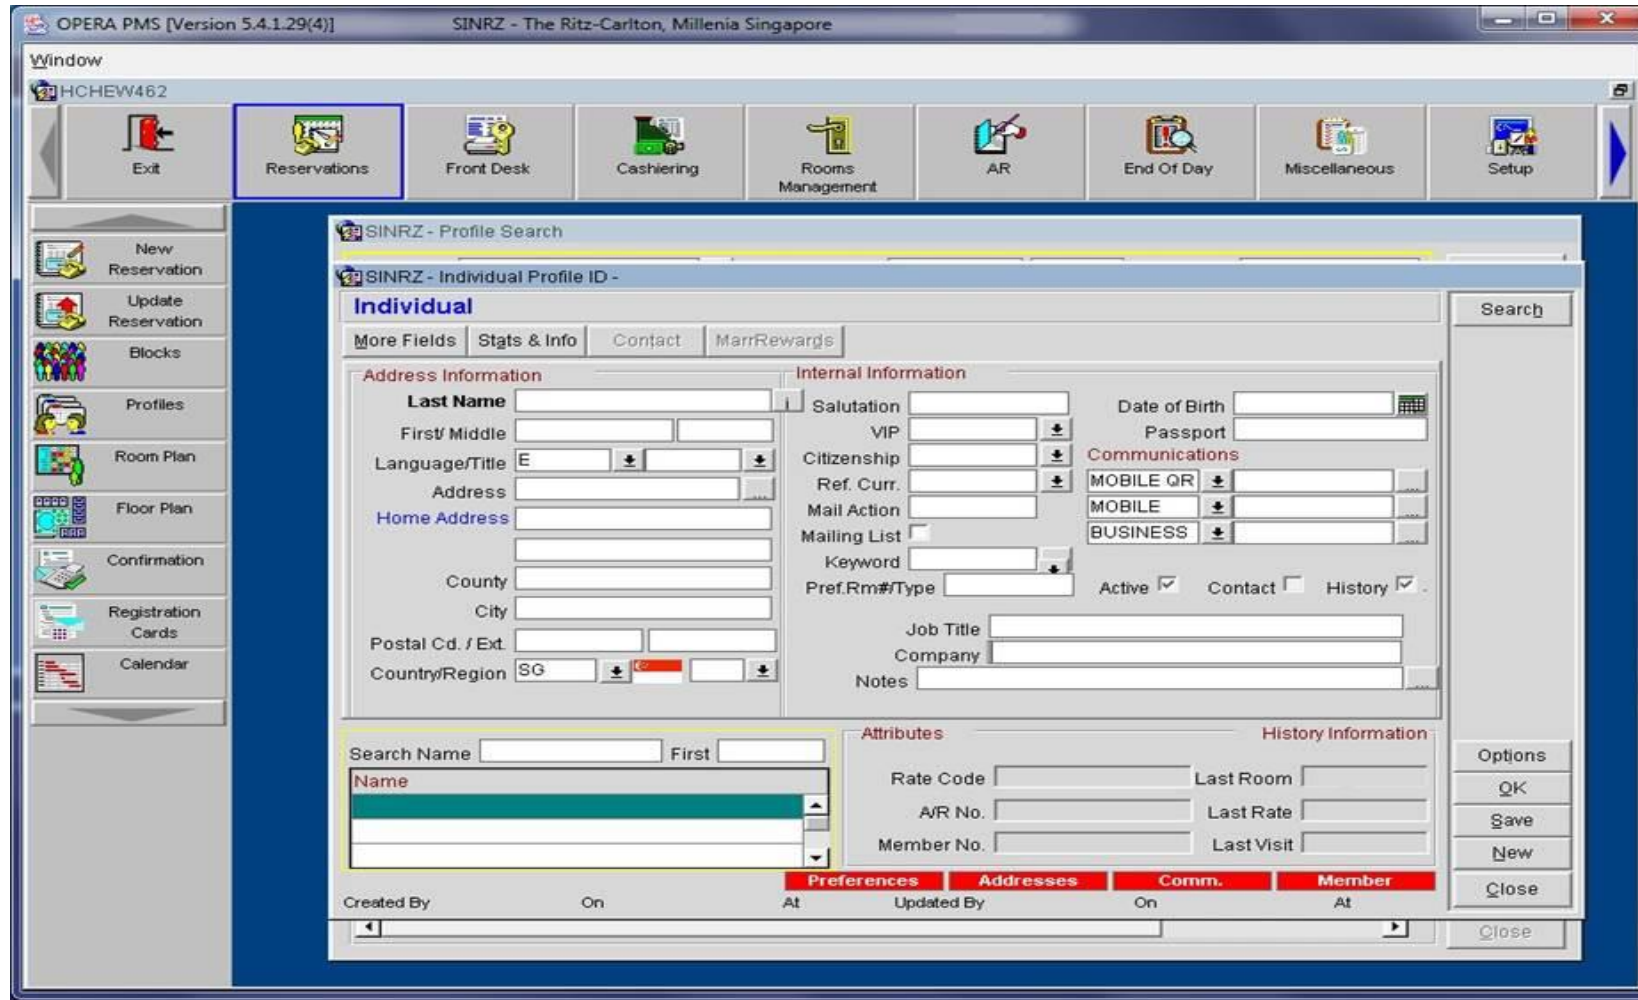 OPERA PMS [Version 5.4.1.29(4)] SINRZ - The Ritz-Carlton, Millenia Singapore
Window
HCHEW462
Exit
Reservations
Front Desk
Cashiering
Rooms Management
AR
End Of Day
Miscellaneous
Setup
New Reservation
Update Reservation
Blocks
Profiles
Room Plan
Floor Plan
Confirmation
Registration Cards
Calendar
SINRZ - Profile Search
SINRZ - Individual Profile ID -
Individual
Search
More Fields Stats & Info Contact MarrRewards
Address Information
Last Name i
First/ Middle
Language/Title E
Address ...
Home Address
County
City
Postal Cd. / Ext.
Country/Region SG
Internal Information
Salutation
VIP
Citizenship
Ref. Curr.
Mail Action
Mailing List
Keyword
Pref.Rm#/Type
Date of Birth
Passport
Communications
MOBILE QR ...
MOBILE ...
BUSINESS ...
Active Contact History .
Job Title
Company
Notes ...
Search Name First
Name
Attributes History Information
Rate Code Last Room
A/R No. Last Rate
Member No. Last Visit
Options
OK
Save
New
Close
Preferences Addresses Comm. Member
Created By On At Updated By On At
Close